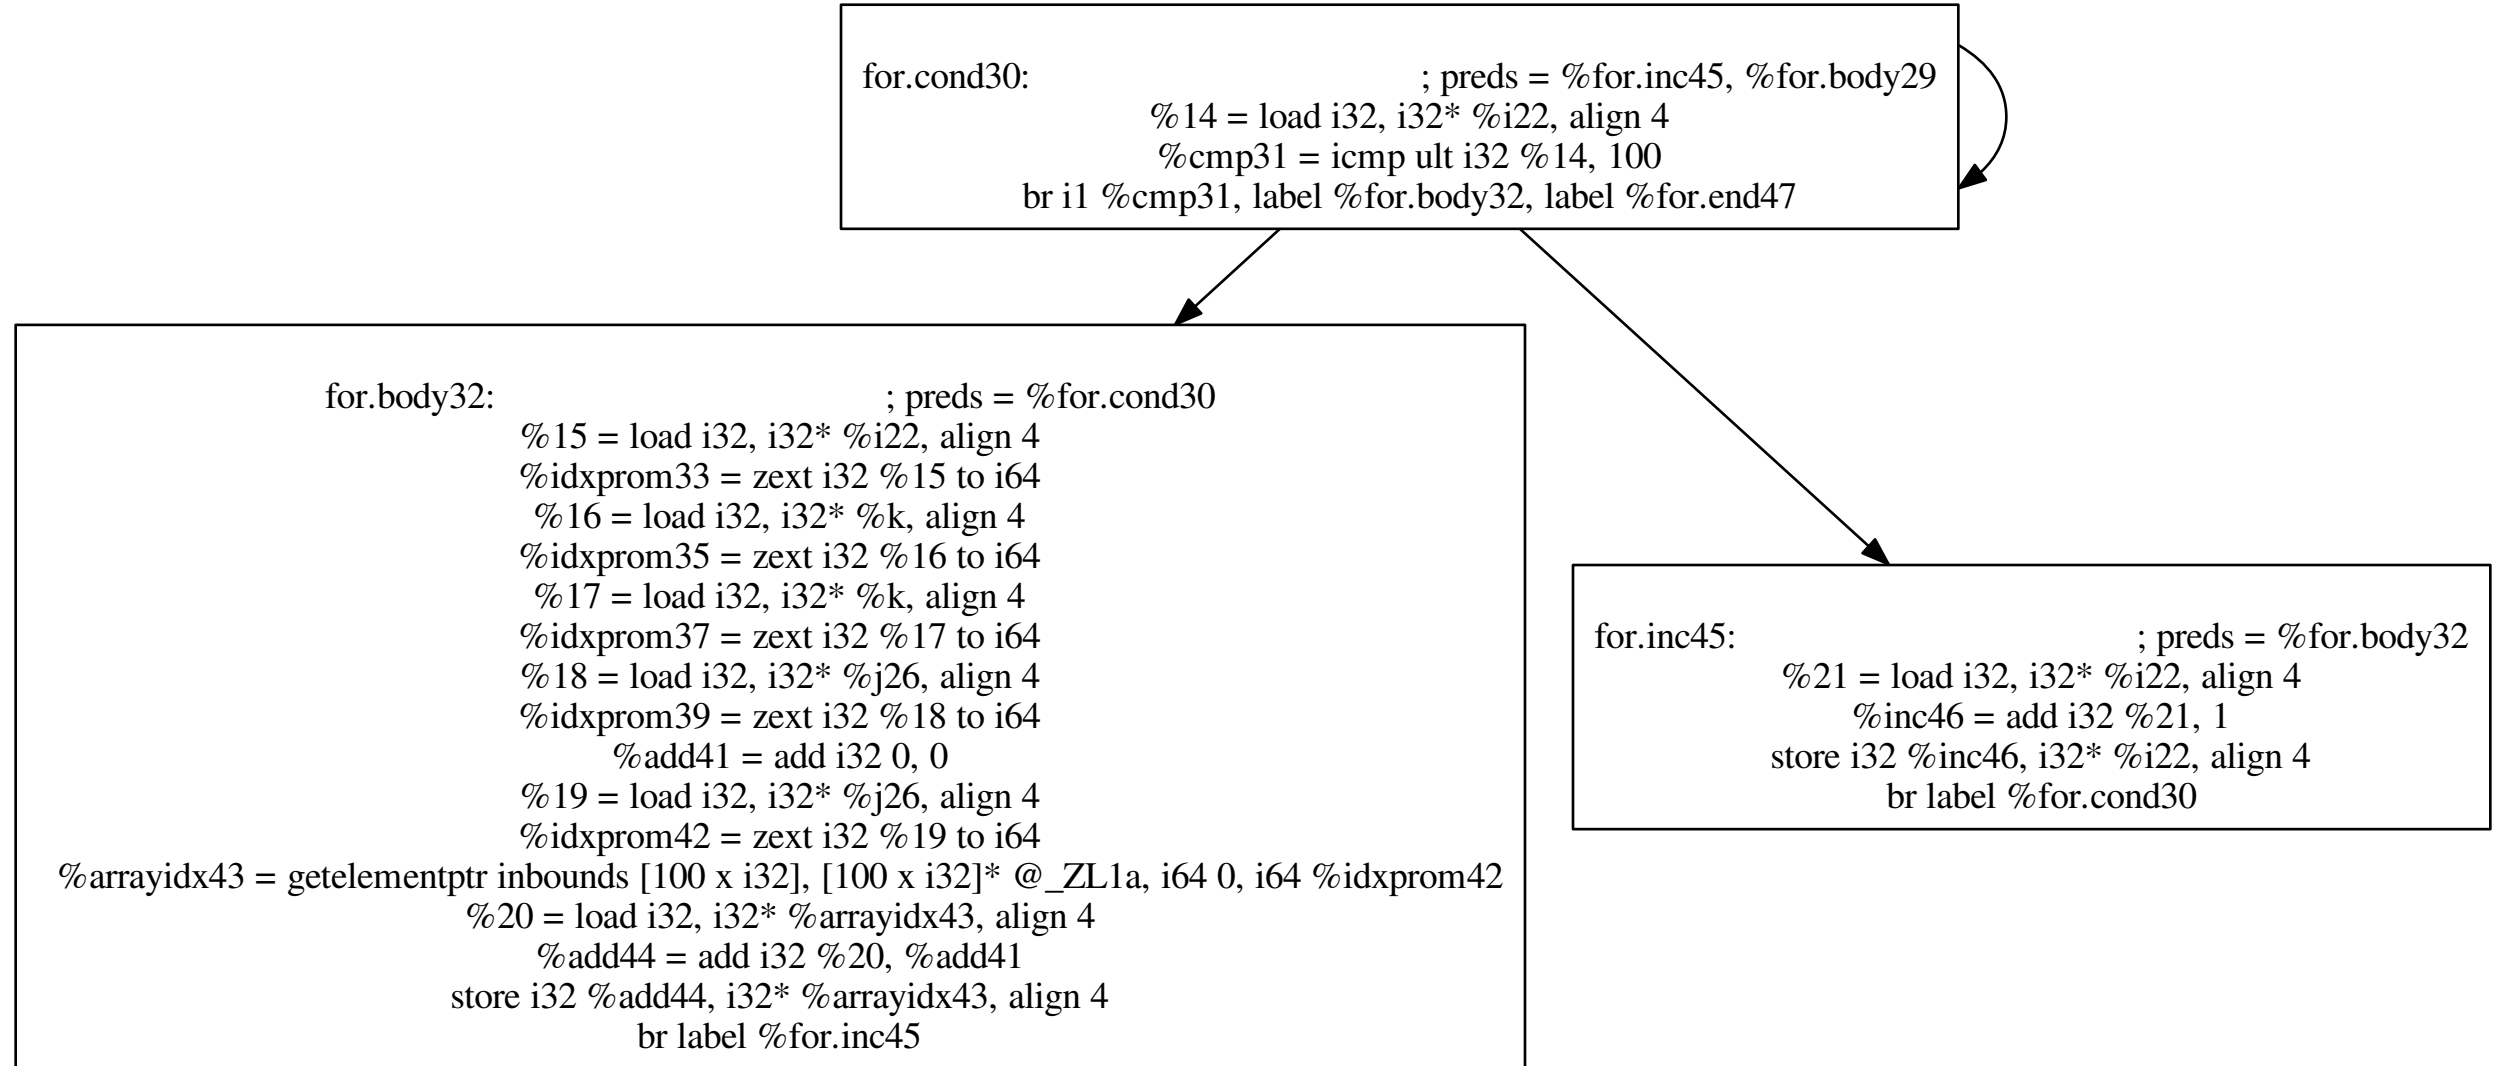 for.cond30: ; preds = %for.inc45, %for.body29
%14 = load i32, i32* %i22, align 4
%cmp31 = icmp ult i32 %14, 100
br i1 %cmp31, label %for.body32, label %for.end47
for.body32: ; preds = %for.cond30
%15 = load i32, i32* %i22, align 4
%idxprom33 = zext i32 %15 to i64
%16 = load i32, i32* %k, align 4
%idxprom35 = zext i32 %16 to i64
%17 = load i32, i32* %k, align 4
%idxprom37 = zext i32 %17 to i64
%18 = load i32, i32* %j26, align 4
%idxprom39 = zext i32 %18 to i64
%add41 = add i32 0, 0
%19 = load i32, i32* %j26, align 4
%idxprom42 = zext i32 %19 to i64
%arrayidx43 = getelementptr inbounds [100 x i32], [100 x i32]* @_ZL1a, i64 0, i64 %idxprom42
%20 = load i32, i32* %arrayidx43, align 4
%add44 = add i32 %20, %add41
store i32 %add44, i32* %arrayidx43, align 4
br label %for.inc45
for.inc45: ; preds = %for.body32
%21 = load i32, i32* %i22, align 4
%inc46 = add i32 %21, 1
store i32 %inc46, i32* %i22, align 4
br label %for.cond30